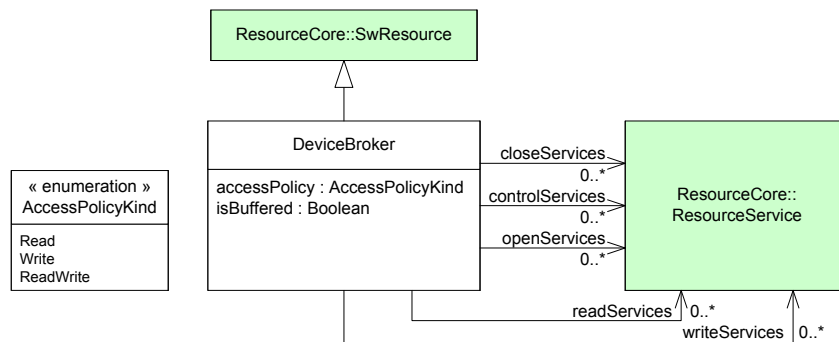 ResourceCore::SwResource
DeviceBroker
accessPolicy : AccessPolicyKind
isBuffered : Boolean
« enumeration »
AccessPolicyKind
Read
Write
ReadWrite
closeServices
0..*
controlServices
0..*
openServices
0..*
ResourceCore::
ResourceService
readServices
0..*
writeServices
0..*